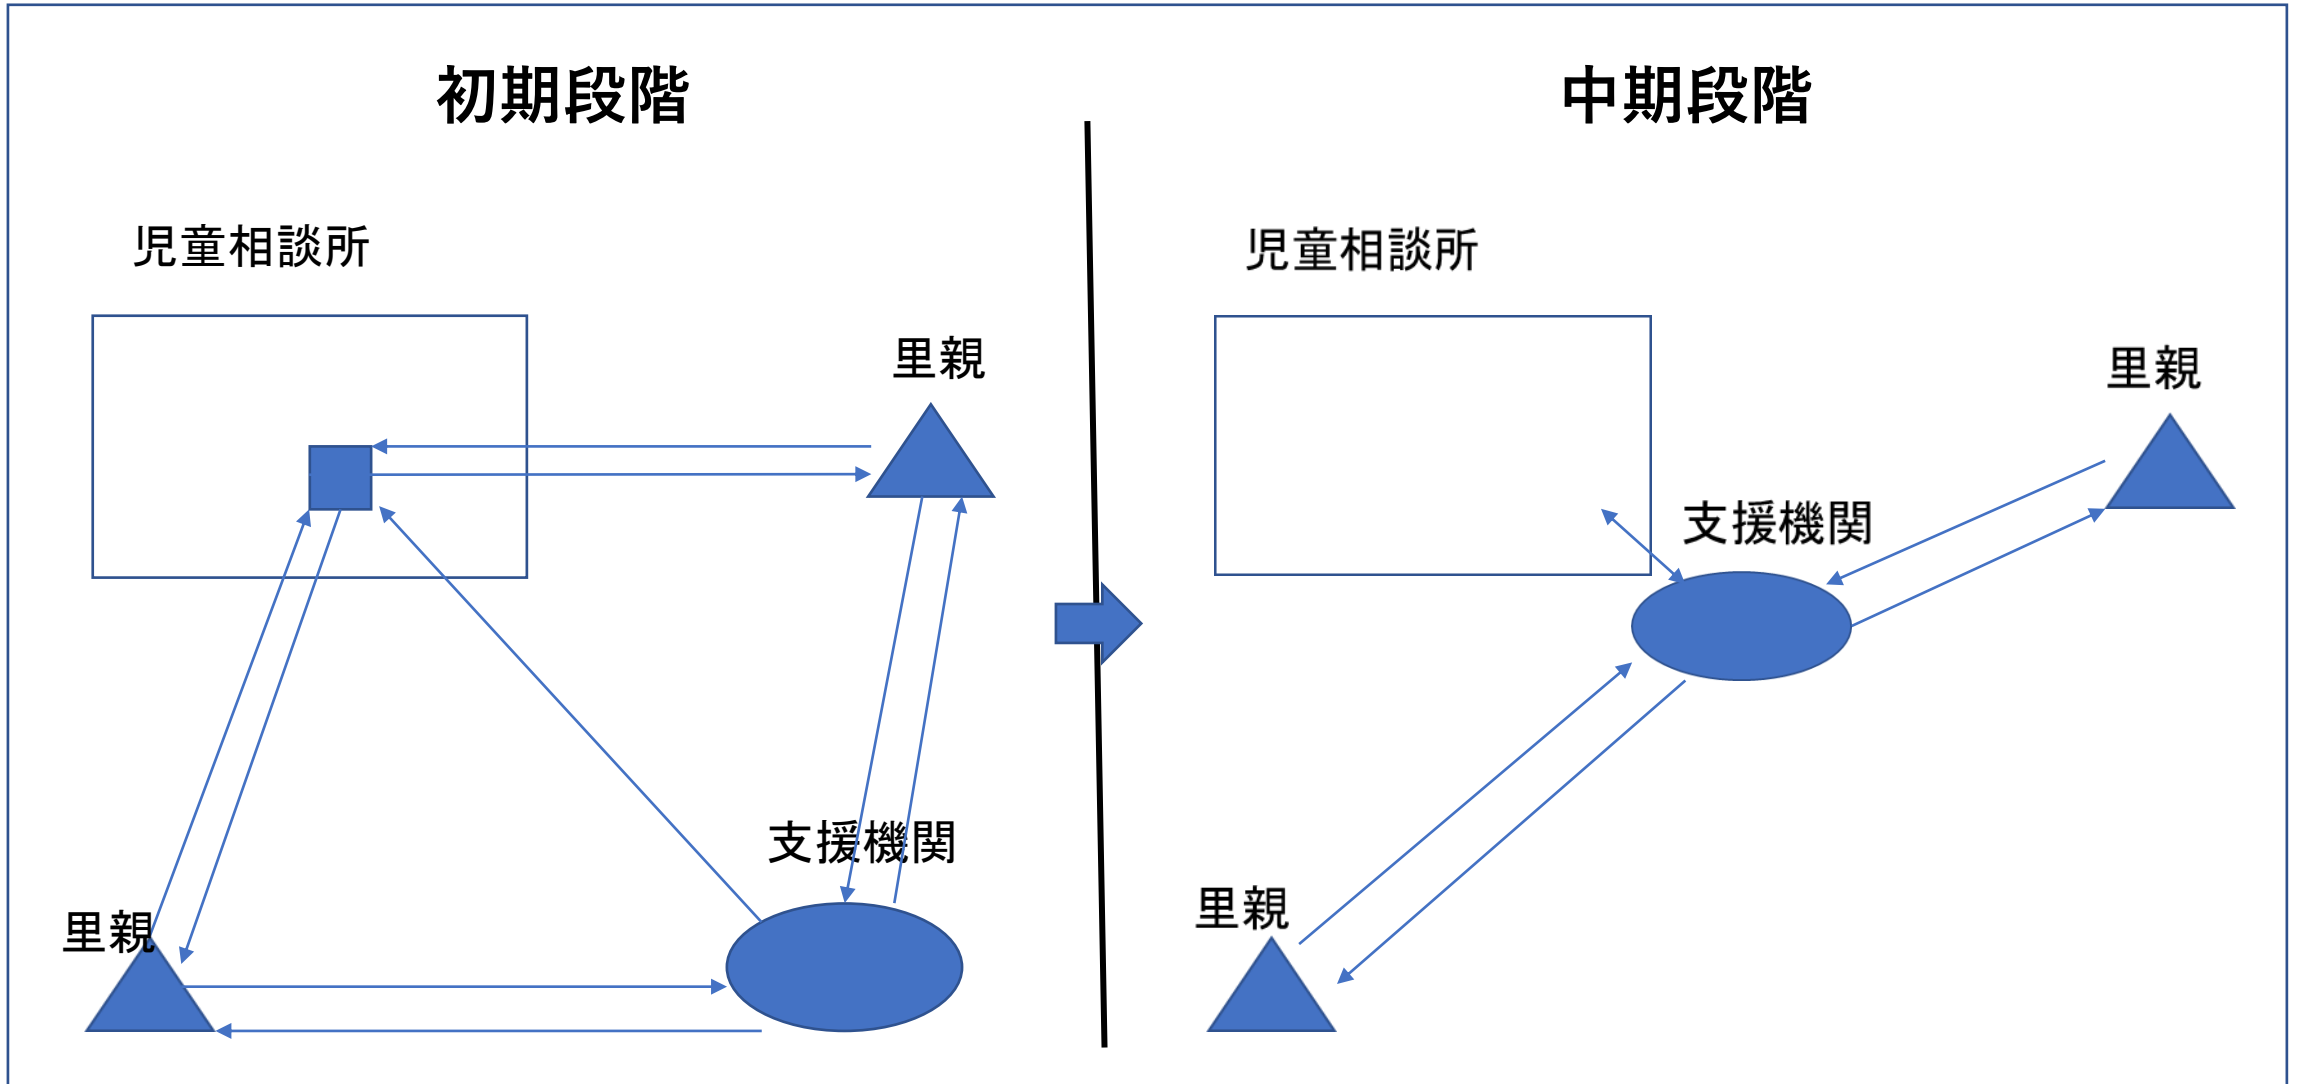 初期段階
児童相談所
里親
支援機関
里親
中期段階
児童相談所
里親
支援機関
里親